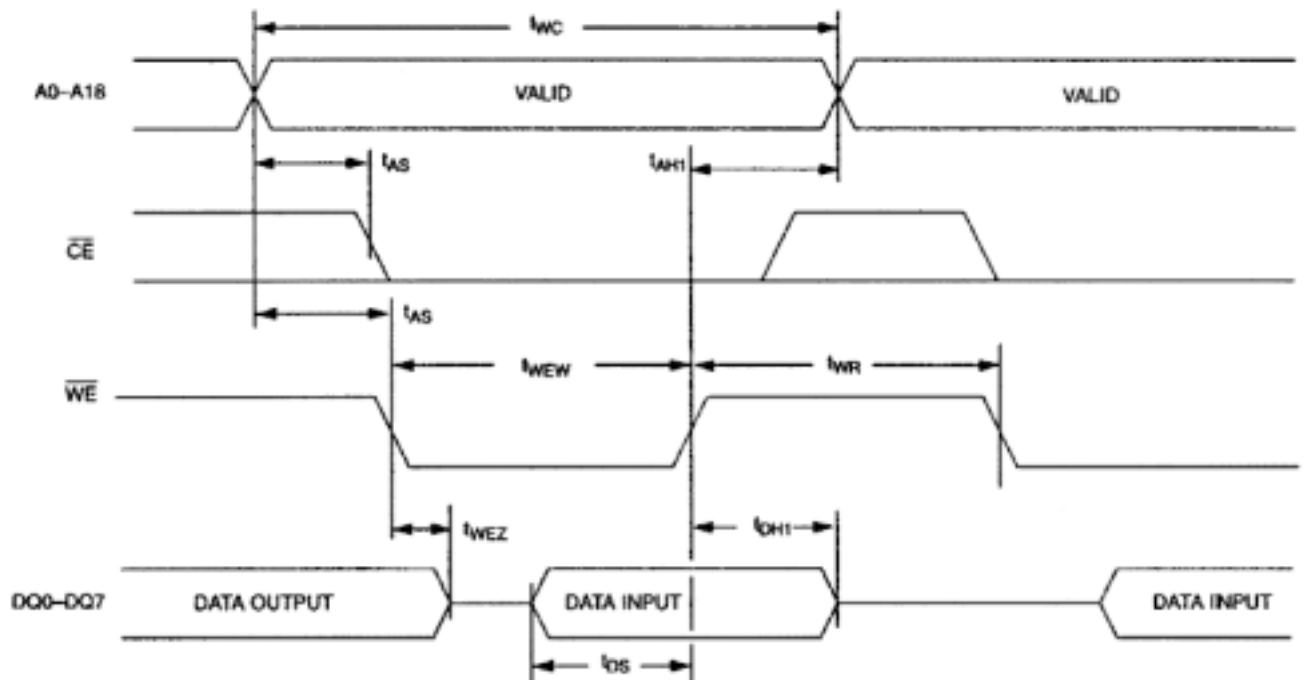 tWC
A0–A18 VALID VALID
tAS tAH1
CE
tAS
tWEW tWR
WE
tWEZ tDH1
DQ0–DQ7 DATA OUTPUT DATA INPUT DATA INPUT
tDS